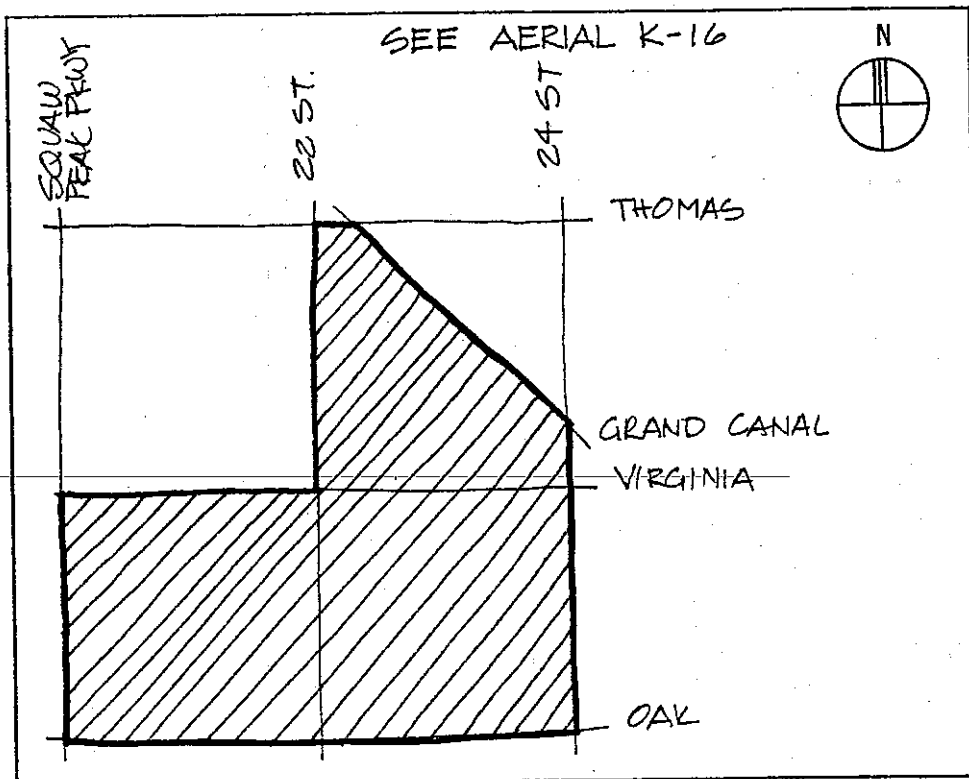 SEE AERIAL K-16
N
SQUAW
PEAK PKWY
22 ST.
24 ST
THOMAS
GRAND CANAL
VIRGINIA
OAK